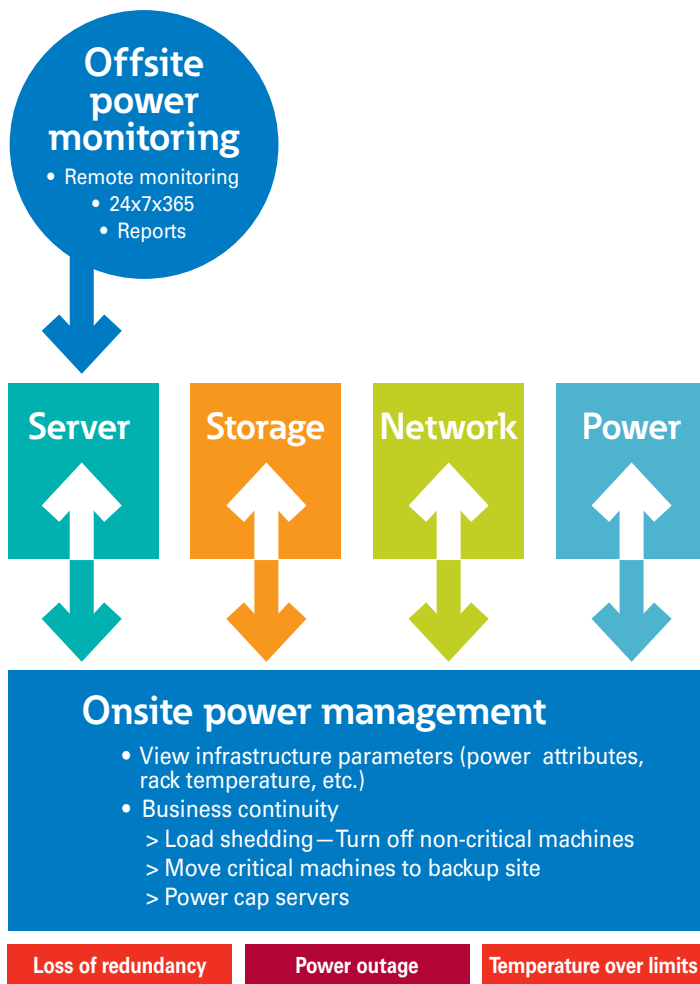 Offsite
power
monitoring
• Remote monitoring
• 24x7x365
• Reports
Server
Storage
Network
Power
Onsite power management
• View infrastructure parameters (power attributes,
rack temperature, etc.)
• Business continuity
> Load shedding—Turn off non-critical machines
> Move critical machines to backup site
> Power cap servers
Loss of redundancy
Power outage
Temperature over limits